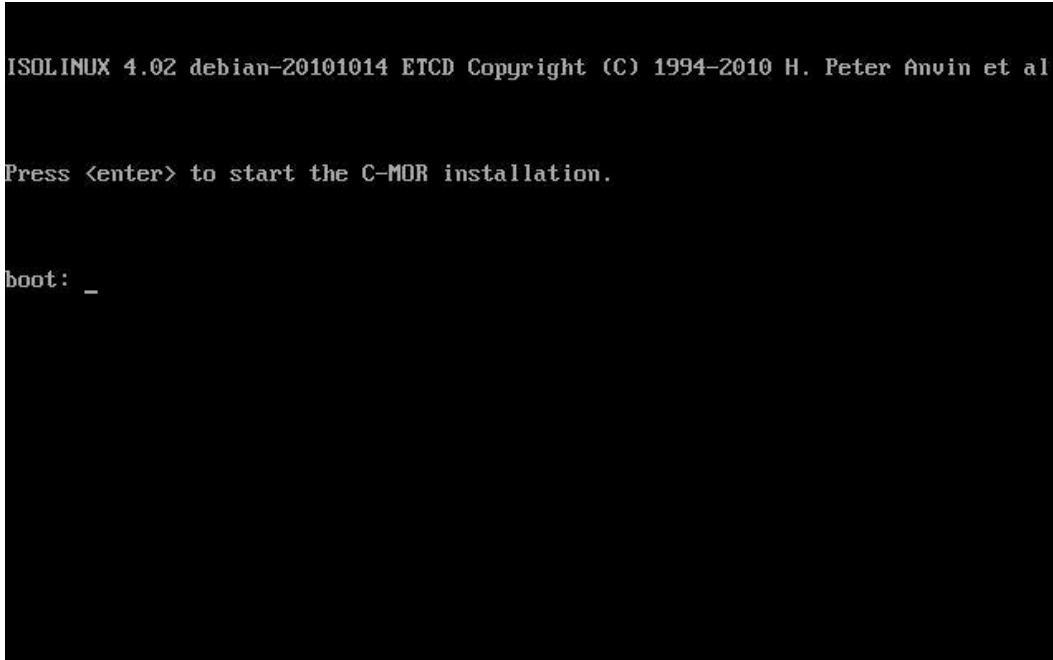 ISOLINUX 4.02 debian-20101014 ETCD Copyright (C) 1994-2010 H. Peter Anvin et al
Press <enter> to start the C-MOR installation.
boot: _